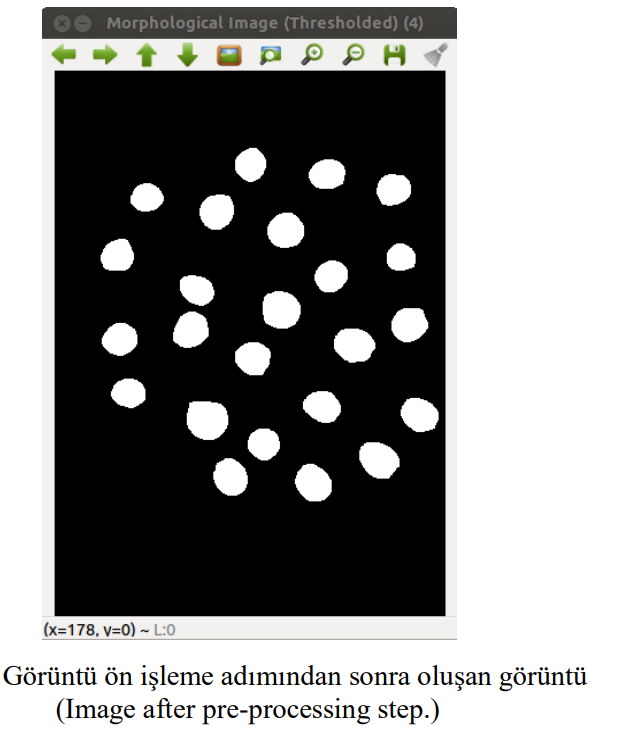 Morphological Image (Thresholded) (4)
(x=178, y=0) ~ L:0
Görüntü ön işleme adımından sonra oluşan görüntü
(Image after pre-processing step.)